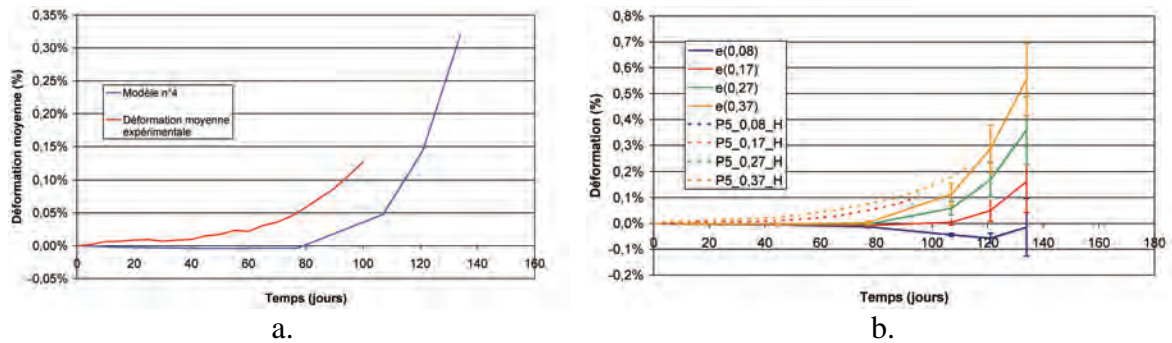 0,35%
0,30%
0,25%
0,20%
0,15%
0,10%
0,05%
0,00%
-0,05%
Déformation moyenne (%)
Modèle n°4
Déformation moyenne
expérimentale
0 20 40 60 80 100 120 140 160
Temps (jours)
a.
0,8%
0,7%
0,6%
0,5%
0,4%
0,3%
0,2%
0,1%
0,0%
-0,1%
-0,2%
Déformation (%)
e(0,08)
e(0,17)
e(0,27)
e(0,37)
P5_0,08_H
P5_0,17_H
P5_0,27_H
P5_0,37_H
0 20 40 60 80 100 120 140 160 180
Temps (jours)
b.